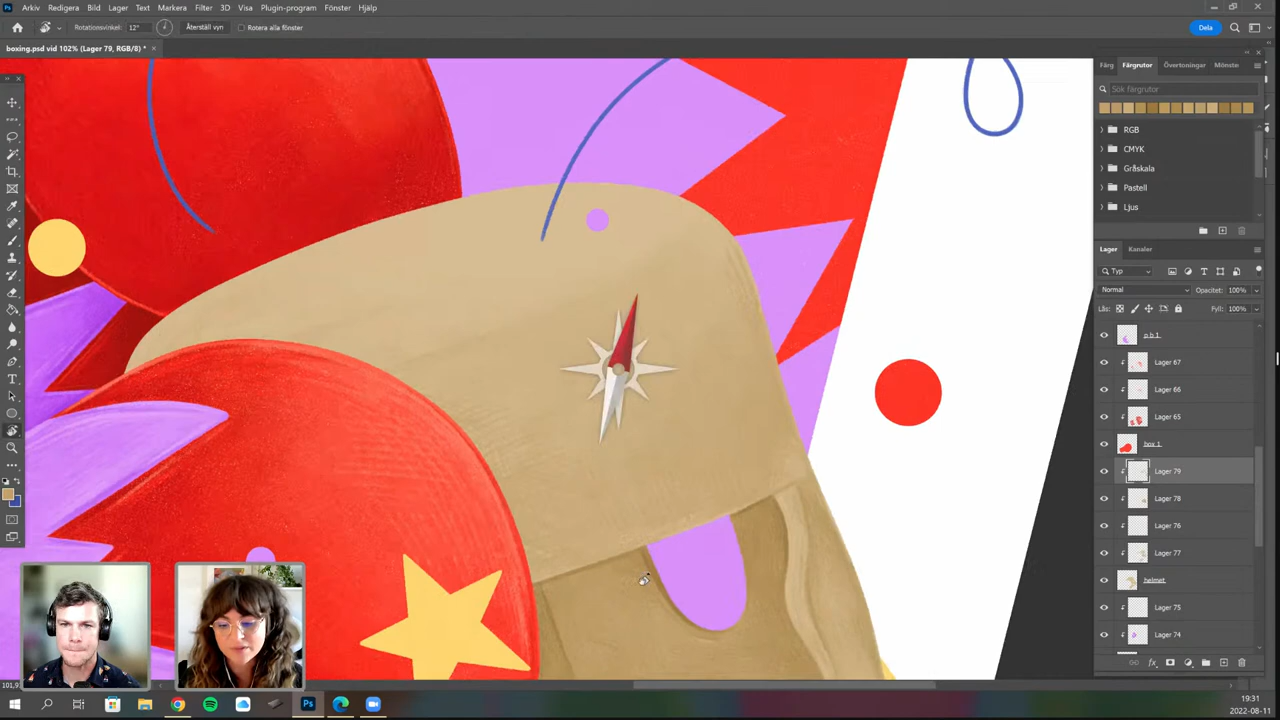 Arkiv Redigera Bild Lager Text Markera Filter 3D Visa Plugin-program Fönster Hjälp
Rotationsvinkel: 12° Återställ vyn Rotera alla fönster Dela
boxing.psd vid 102% (Lager 79, RGB/8) *
Färg Färgrutor Övertoningar Mönster
Sök färgrutor
RGB
CMYK
Gråskala
Pastell
Ljus
Lager Kanaler
Typ
Normal Opacitet: 100%
Lås: Fyll: 100%
p b 1
Lager 67
Lager 66
Lager 65
box 1
Lager 79
Lager 78
Lager 76
Lager 77
helmet
Lager 75
Lager 74
19:31
2022-08-11